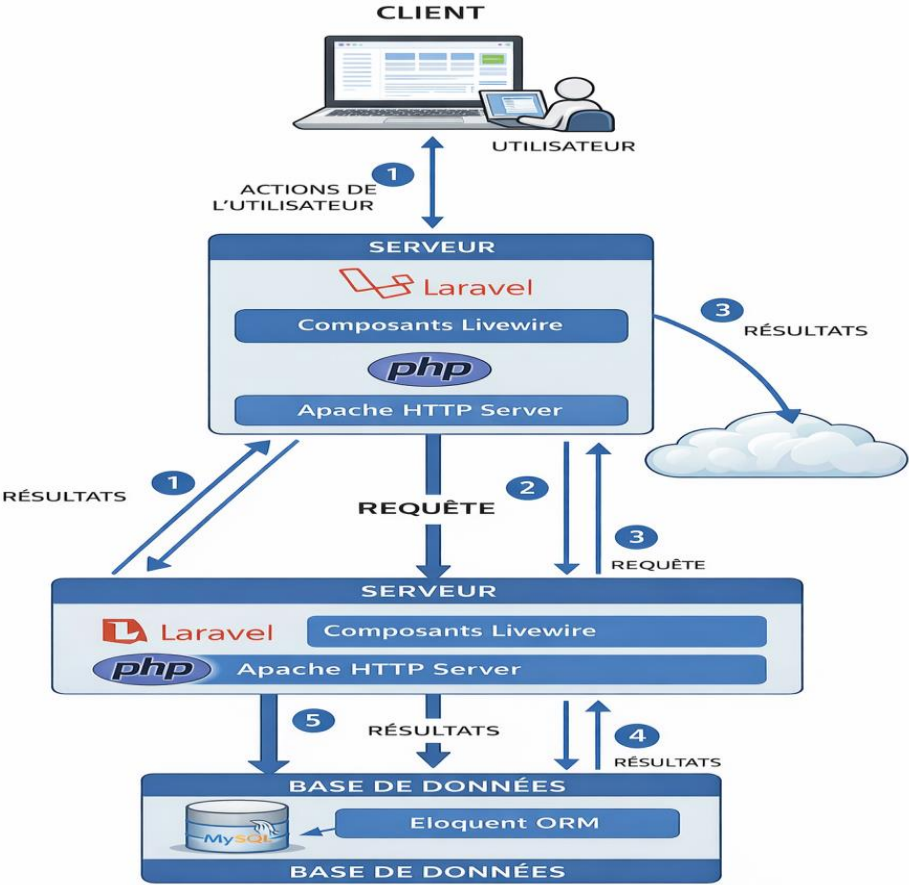 CLIENT
UTILISATEUR
1
ACTIONS DE
L'UTILISATEUR
SERVEUR
Laravel
Composants Livewire
php
Apache HTTP Server
3
RÉSULTATS
1
RÉSULTATS
REQUÊTE
2
3
REQUÊTE
SERVEUR
Laravel
Composants Livewire
php
Apache HTTP Server
5
RÉSULTATS
4
RÉSULTATS
BASE DE DONNÉES
MySQL
Eloquent ORM
BASE DE DONNÉES